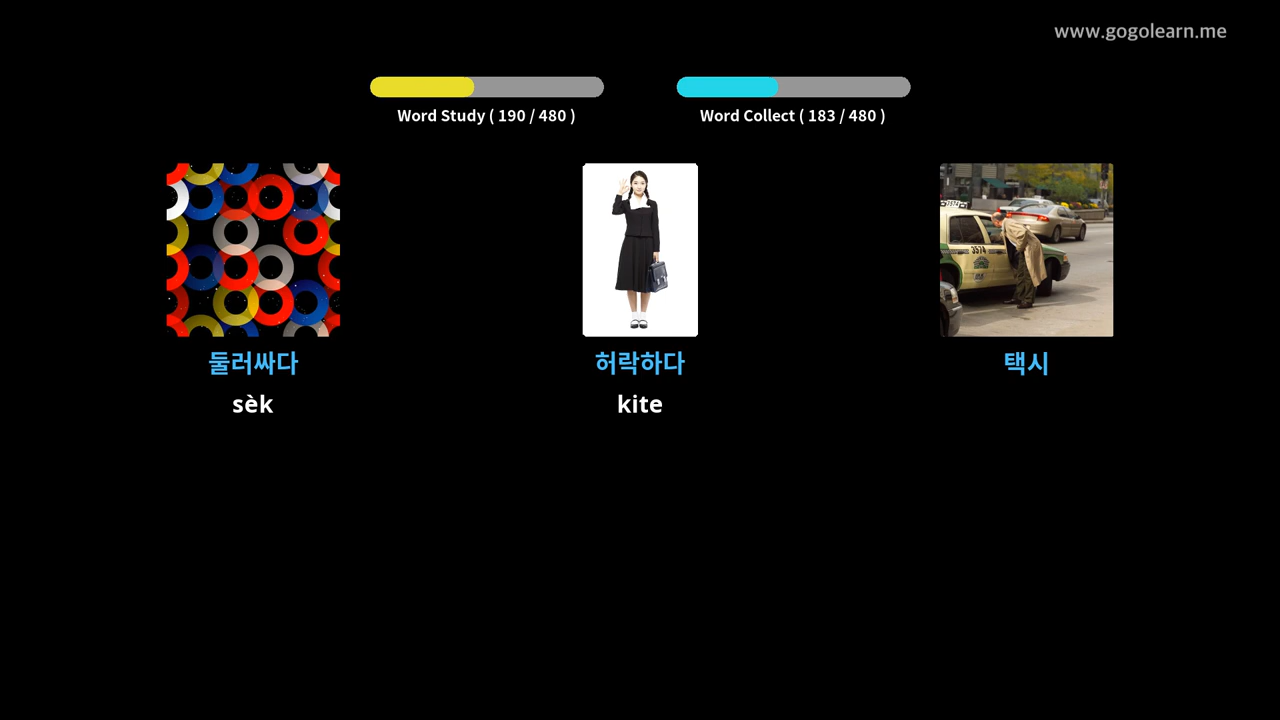 www.gogolearn.me
Word Study ( 190 / 480 )
Word Collect ( 183 / 480 )
둘러싸다
허락하다
택시
sèk
kite
3574